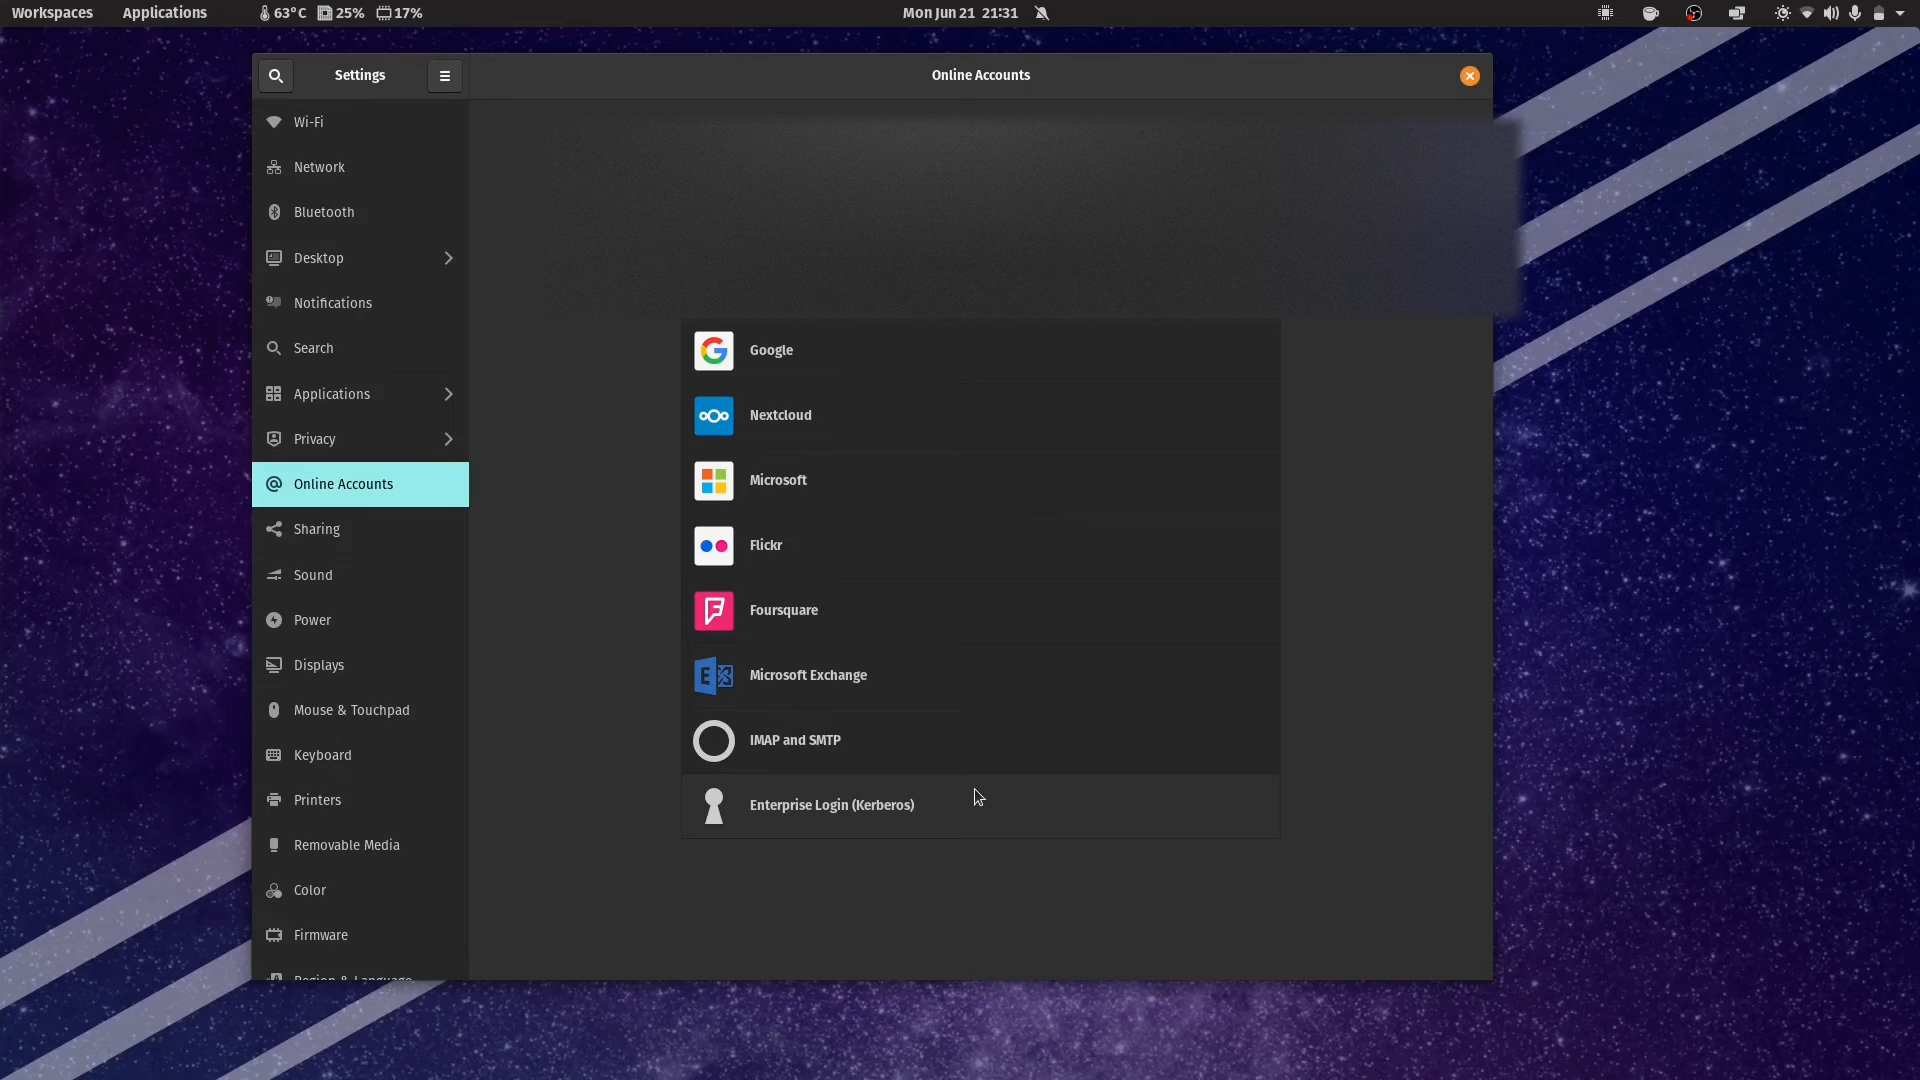 Workspaces Applications 63°C 25% 17% Mon Jun 21 21:31
Settings
Online Accounts
Wi-Fi
Network
Bluetooth
Desktop
Notifications
Search
Applications
Privacy
Online Accounts
Sharing
Sound
Power
Displays
Mouse & Touchpad
Keyboard
Printers
Removable Media
Color
Firmware
Region & Language
Google
Nextcloud
Microsoft
Flickr
Foursquare
Microsoft Exchange
IMAP and SMTP
Enterprise Login (Kerberos)